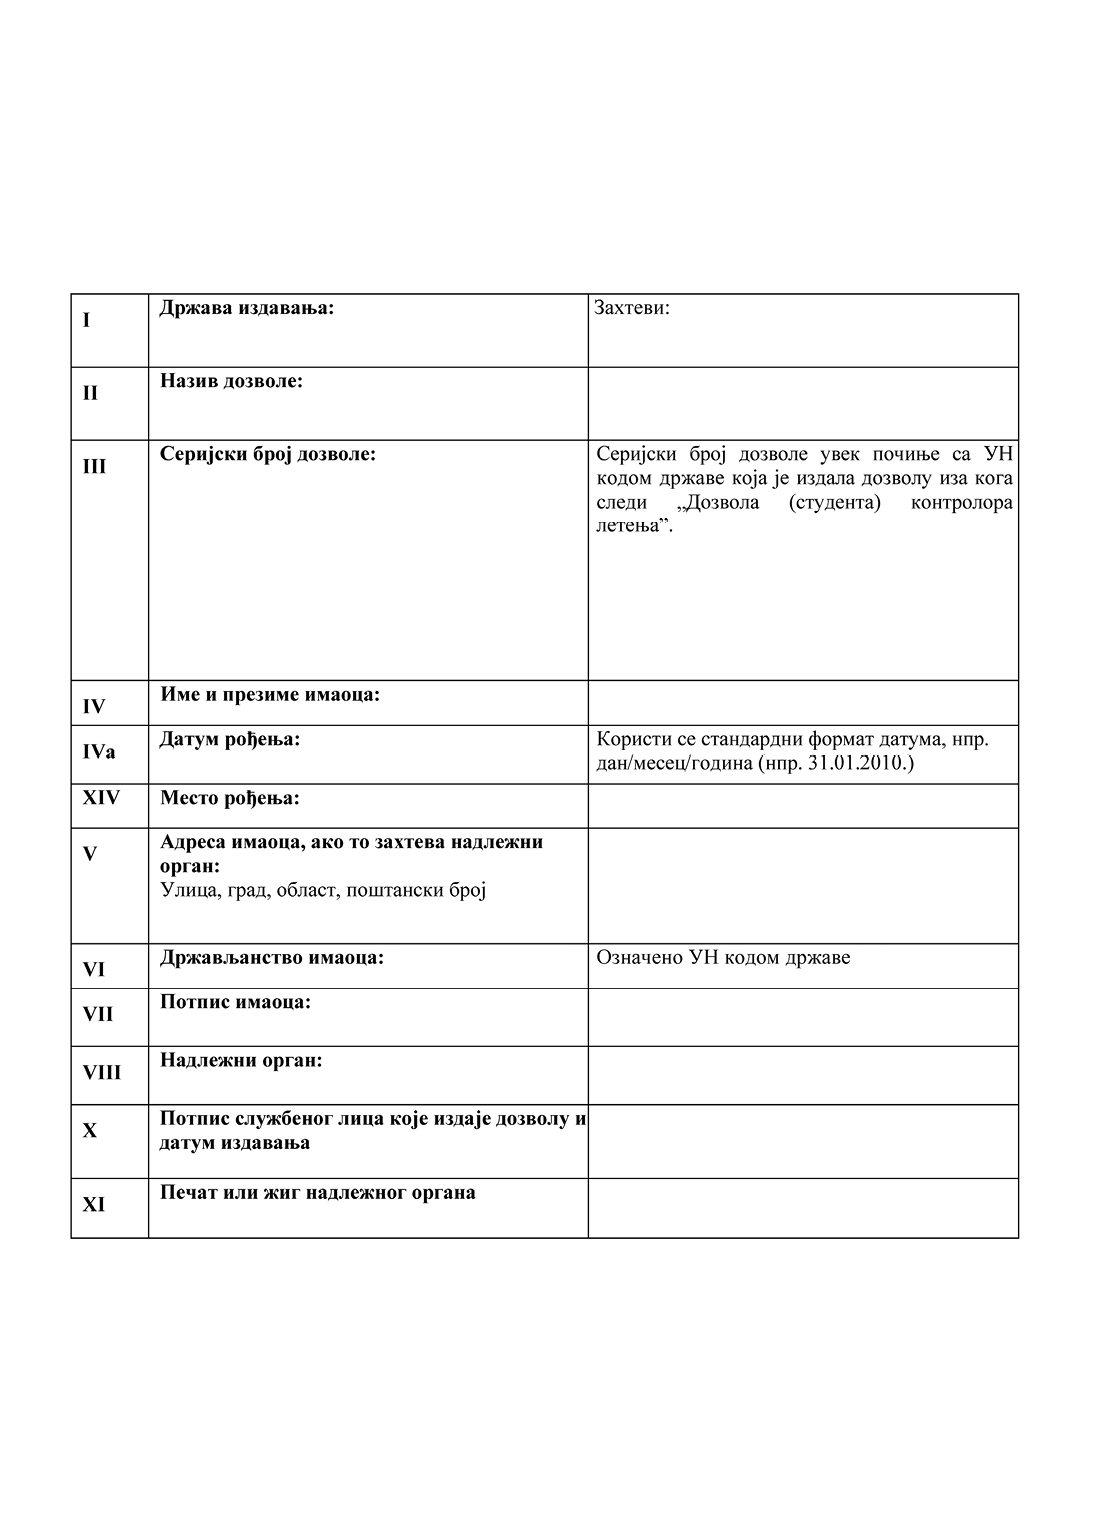 I
Држава издавања:
Захтеви:
II
Назив дозволе:
III
Серијски број дозволе:
Серијски број дозволе увек почиње са УН
кодом државе која је издала дозволу иза кога
следи „Дозвола (студента) контролора
летења”.
IV
Име и презиме имаоца:
IVa
Датум рођења:
Користи се стандардни формат датума, нпр.
дан/месец/година (нпр. 31.01.2010.)
XIV
Место рођења:
V
Адреса имаоца, ако то захтева надлежни
орган:
Улица, град, област, поштански број
VI
Држављанство имаоца:
Означено УН кодом државе
VII
Потпис имаоца:
VIII
Надлежни орган:
X
Потпис службеног лица које издаје дозволу и
датум издавања
XI
Печат или жиг надлежног органа